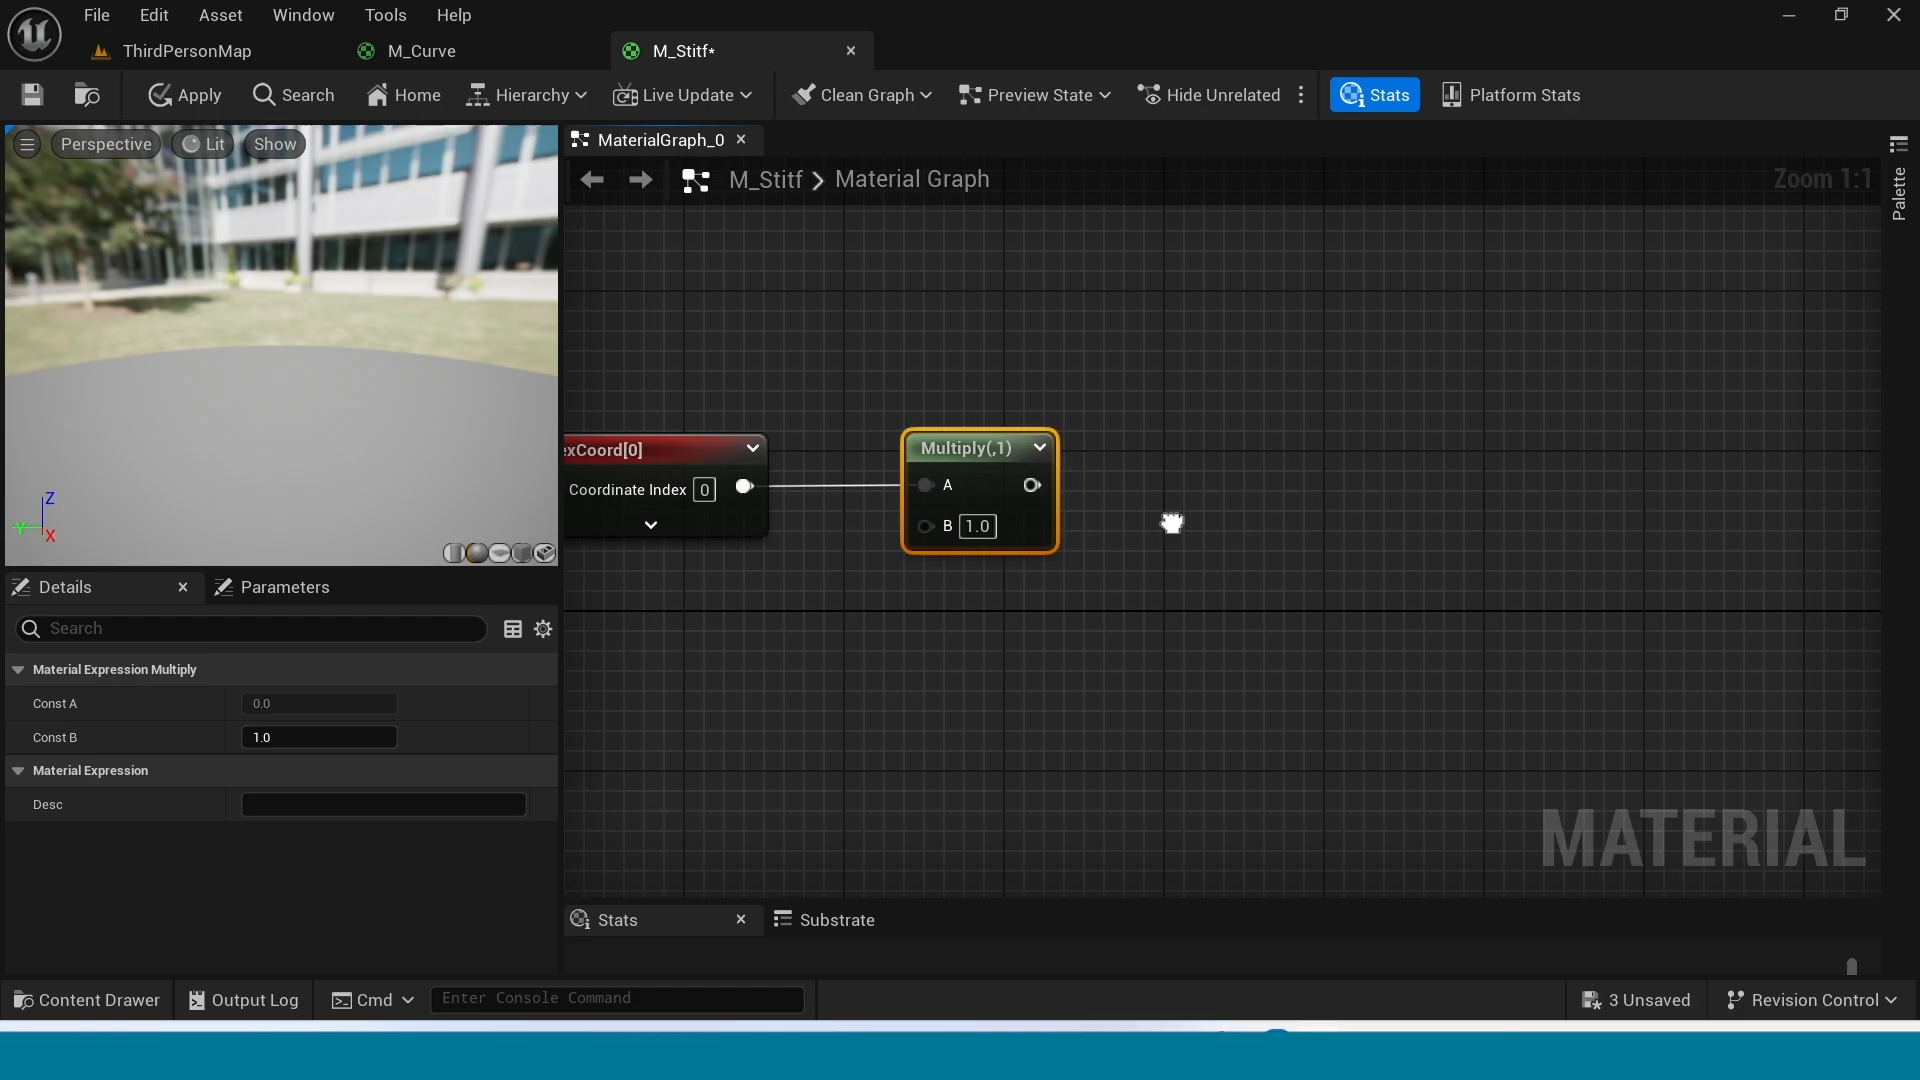 File Edit Asset Window Tools Help
ThirdPersonMap M_Curve M_Stitf*
Apply Search Home Hierarchy Live Update Clean Graph Preview State Hide Unrelated Stats Platform Stats
Perspective Lit Show
MaterialGraph_0
M_Stitf > Material Graph Zoom 1:1
Palette
exCoord[0] Multiply(,1)
Coordinate Index 0 A
B 1.0
Z
Y X
Details Parameters
Search
Material Expression Multiply
Const A 0.0
Const B 1.0
Material Expression
Desc
MATERIAL
Stats Substrate
Content Drawer Output Log Cmd Enter Console Command 3 Unsaved Revision Control